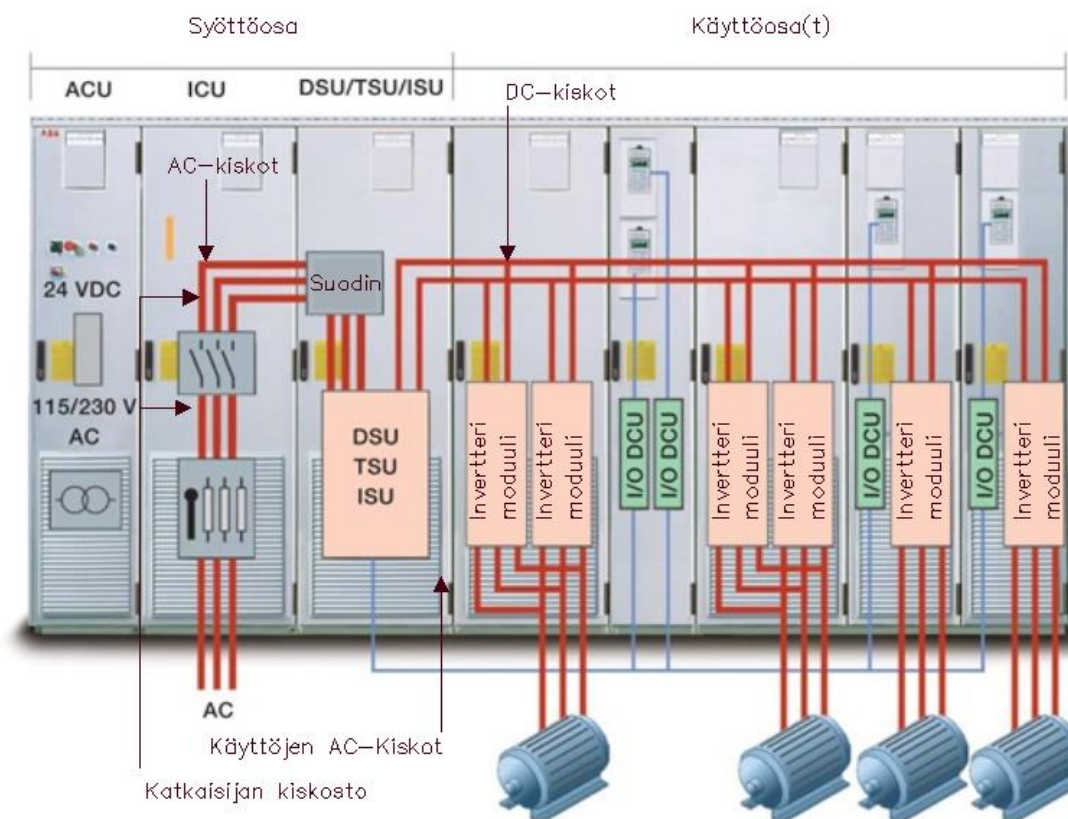 Syöttöosa
Käyttöosa(t)
ACU
ICU
DSU/TSU/ISU
DC-kiskot
ABB
AC-kiskot
Suodin
24 VDC
115/230 V
AC
DSU
TSU
ISU
Invertteri
moduuli
Invertteri
moduuli
I/O DCU
I/O DCU
Invertteri
moduuli
Invertteri
moduuli
I/O DCU
Invertteri
moduuli
I/O DCU
Invertteri
moduuli
AC
Käyttöjen AC-Kiskot
Katkaisijan kiskosto